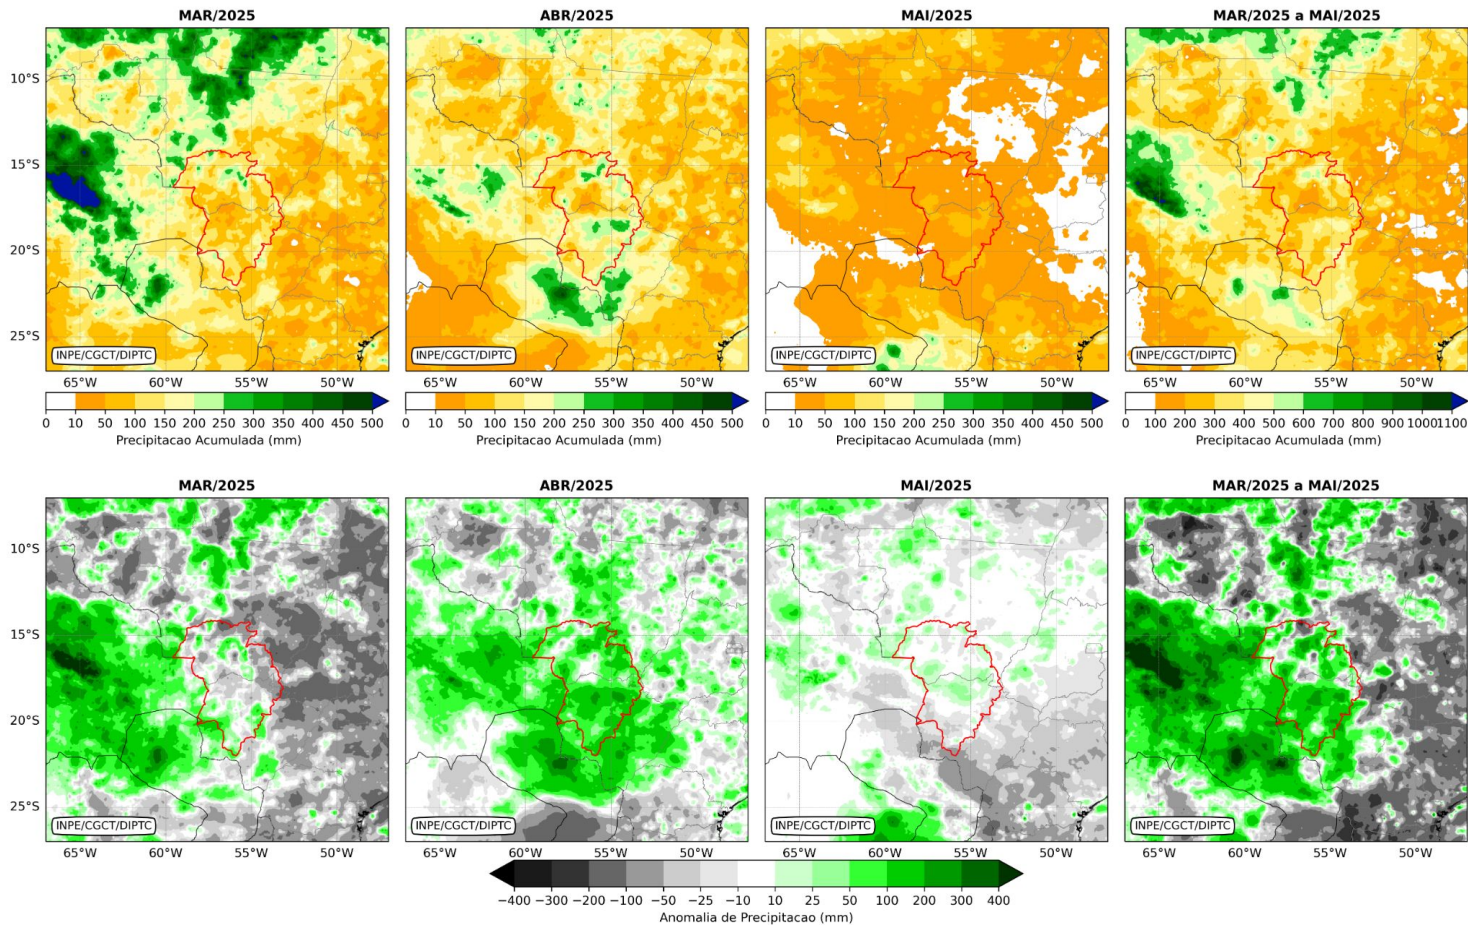 MAR/2025 ABR/2025 MAI/2025 MAR/2025 a MAI/2025
10°S
15°S
20°S
25°S
INPE/CGCT/DIPTC INPE/CGCT/DIPTC INPE/CGCT/DIPTC INPE/CGCT/DIPTC
65°W 60°W 55°W 50°W 65°W 60°W 55°W 50°W 65°W 60°W 55°W 50°W 65°W 60°W 55°W 50°W
0 10 50 100 150 200 250 300 350 400 450 500 0 10 50 100 150 200 250 300 350 400 450 500 0 10 50 100 150 200 250 300 350 400 450 500 0 100 200 300 400 500 600 700 800 900 1000 1100
Precipitacao Acumulada (mm) Precipitacao Acumulada (mm) Precipitacao Acumulada (mm) Precipitacao Acumulada (mm)
MAR/2025 ABR/2025 MAI/2025 MAR/2025 a MAI/2025
10°S
15°S
20°S
25°S
INPE/CGCT/DIPTC INPE/CGCT/DIPTC INPE/CGCT/DIPTC INPE/CGCT/DIPTC
65°W 60°W 55°W 50°W 65°W 60°W 55°W 50°W 65°W 60°W 55°W 50°W 65°W 60°W 55°W 50°W
−400 −300 −200 −100 −50 −25 −10 10 25 50 100 200 300 400
Anomalia de Precipitacao (mm)